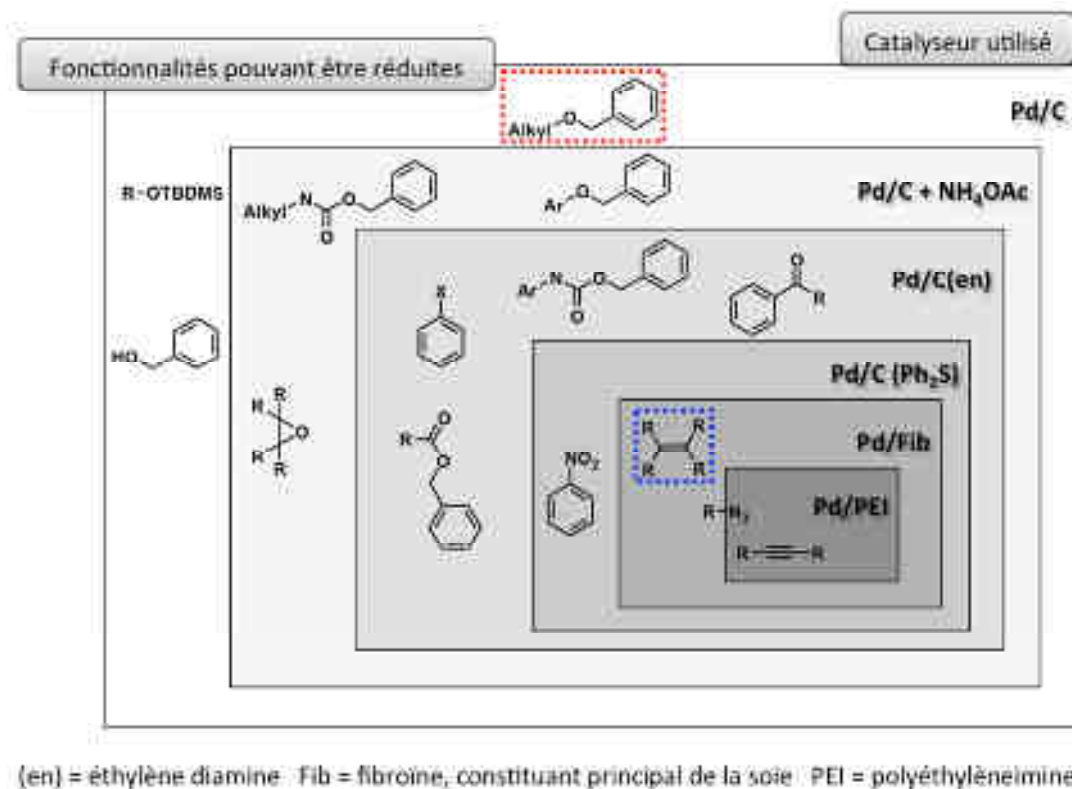 Catalyseur utilisé
Fonctionnalités pouvant être réduites
Pd/C
Alkyl O
R-OTBDMS
Alkyl N O O
Ar O
Pd/C + NH₄OAc
Ar N O O
O R
Pd/C(en)
X
HO
Pd/C (Ph₂S)
R R O R
R O O
NO₂
R R R R
Pd/Fib
R-N₃
Pd/PEI
R R
(en) = éthylène diamine Fib = fibroïne, constituant principal de la soie PEI = polyéthylèneimine